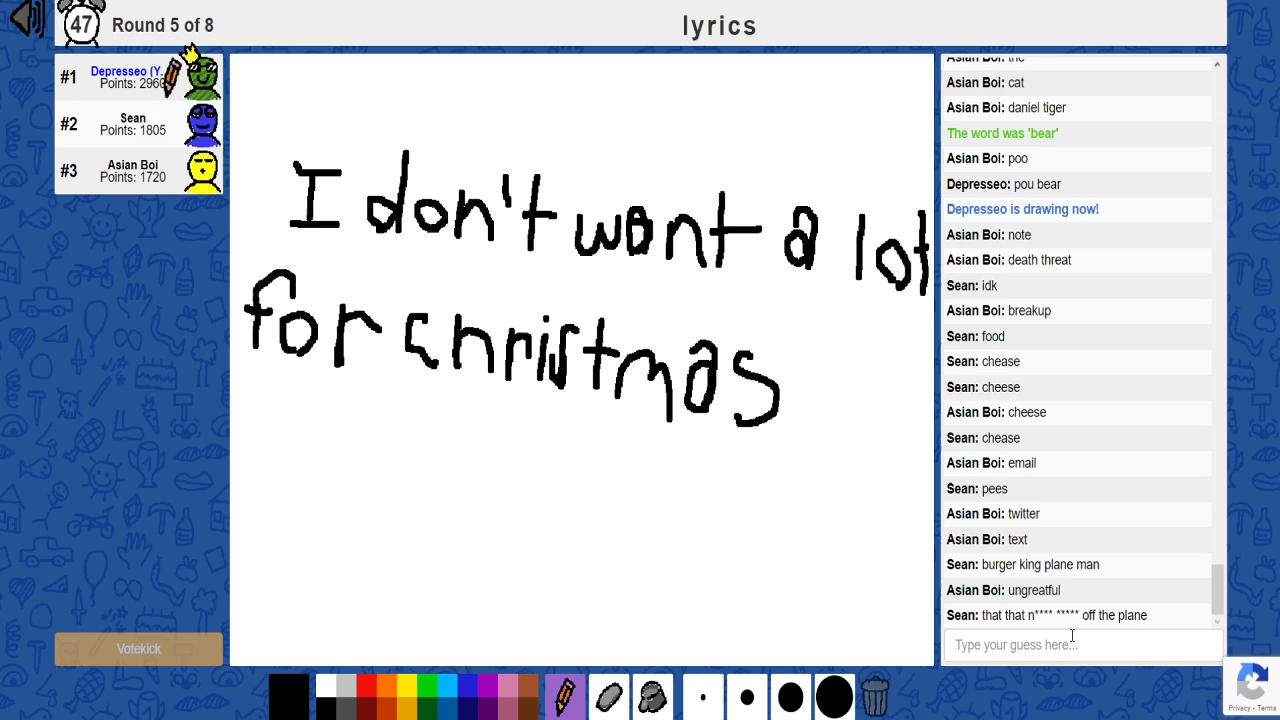 47 Round 5 of 8
lyrics
#1 Depresseo (Y..
Points: 2960
#2 Sean
Points: 1805
#3 Asian Boi
Points: 1720
Votekick
I don't want a lot
for christmas
Asian Boi: the
Asian Boi: cat
Asian Boi: daniel tiger
The word was 'bear'
Asian Boi: poo
Depresseo: pou bear
Depresseo is drawing now!
Asian Boi: note
Asian Boi: death threat
Sean: idk
Asian Boi: breakup
Sean: food
Sean: chease
Sean: cheese
Asian Boi: cheese
Sean: chease
Asian Boi: email
Sean: pees
Asian Boi: twitter
Asian Boi: text
Sean: burger king plane man
Asian Boi: ungreatful
Sean: that that n**** ***** off the plane
Type your guess here...
Privacy - Terms